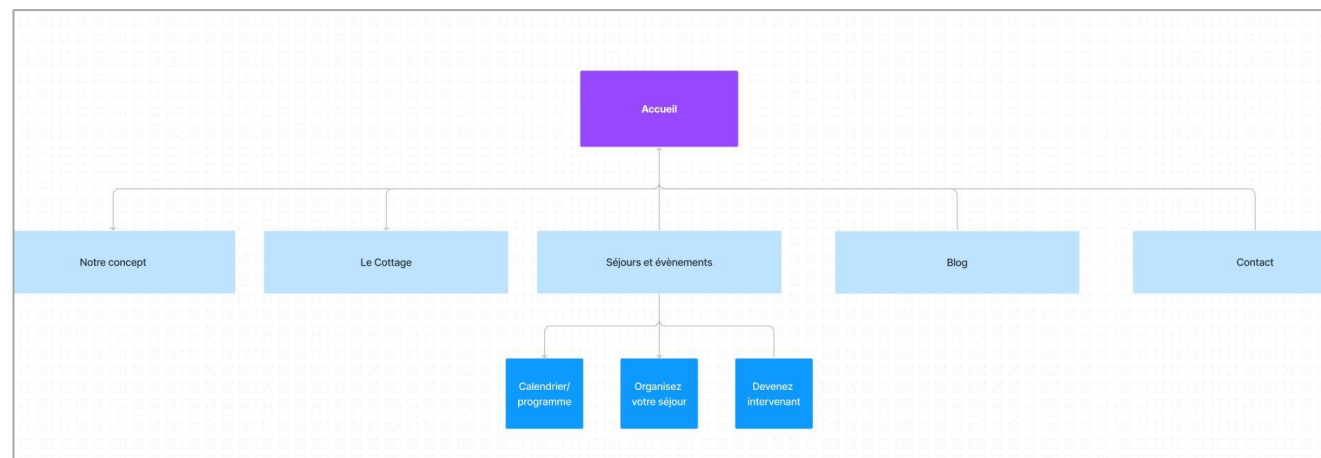 Accueil
Notre concept
Le Cottage
Séjours et évènements
Blog
Contact
Calendrier/
programme
Organisez
votre séjour
Devenez
intervenant